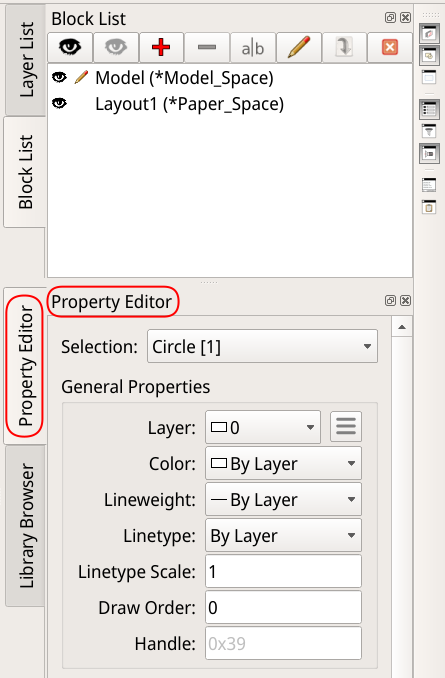 Layer List
Block List
Block List
a|b
Model (*Model_Space)
Layout1 (*Paper_Space)
Property Editor
Library Browser
Property Editor
Selection: Circle [1]
General Properties
Layer: 0
Color: By Layer
Lineweight: By Layer
Linetype: By Layer
Linetype Scale: 1
Draw Order: 0
Handle: 0x39